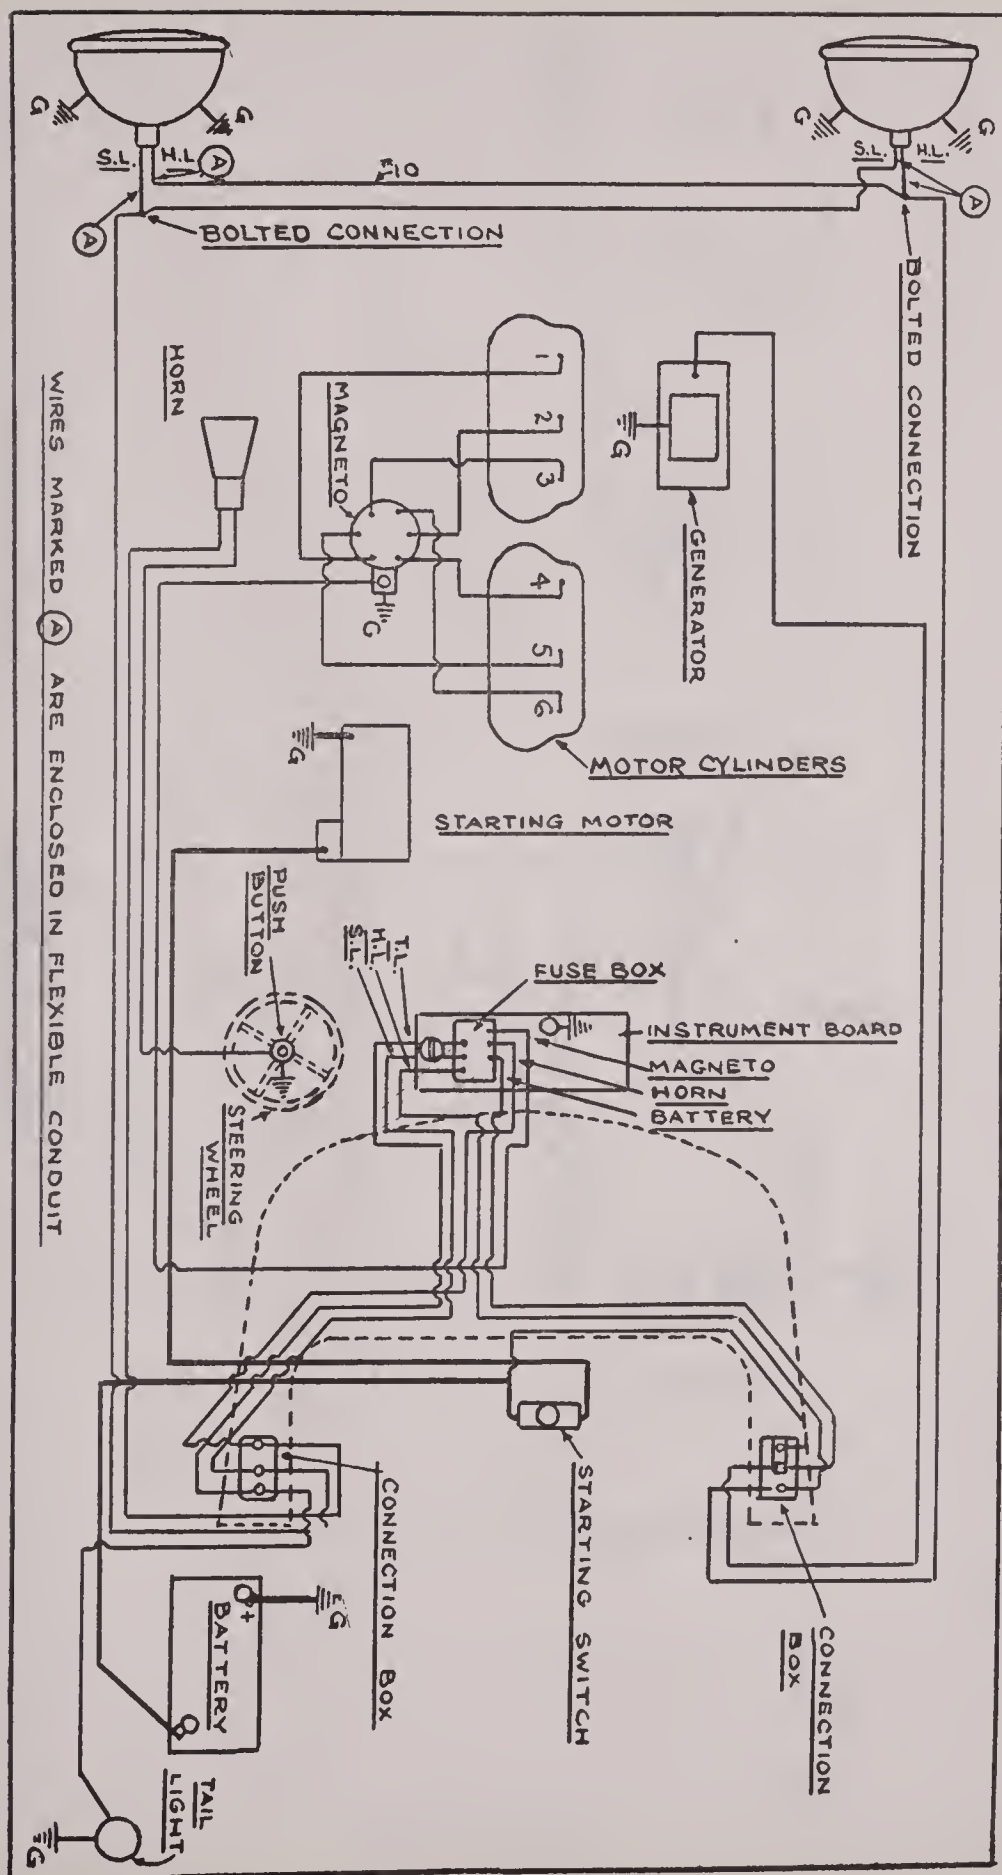 G
G
S.L.
H.L.
A
A
#10
BOLTED CONNECTION
G
G
S.L.
H.L.
A
BOLTED CONNECTION
HORN
MAGNETO
G
1
2
3
4
5
6
MOTOR CYLINDERS
G
GENERATOR
G
STARTING MOTOR
PUSH
BUTTON
STEERING
WHEEL
T.L.
H.L.
S.L.
FUSE BOX
INSTRUMENT BOARD
MAGNETO
HORN
BATTERY
STARTING SWITCH
CONNECTION BOX
CONNECTION
BOX
+
G
BATTERY
TAIL
LIGHT
G
WIRES MARKED A ARE ENCLOSED IN FLEXIBLE CONDUIT